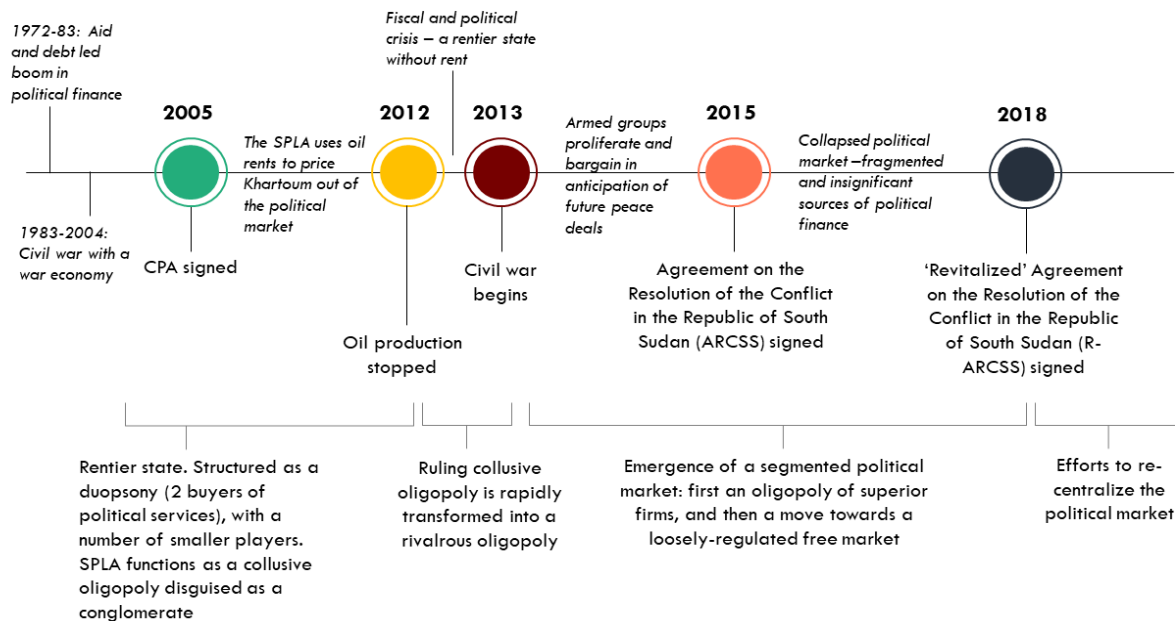 1972-83: Aid
and debt led
boom in
political finance
1983-2004:
Civil war with a
war economy
2005
CPA signed
The SPLA uses oil
rents to price
Khartoum out of
the political
market
2012
Oil production
stopped
Fiscal and political
crisis – a rentier state
without rent
2013
Civil war
begins
Armed groups
proliferate and
bargain in
anticipation of
future peace
deals
2015
Agreement on the
Resolution of the Conflict
in the Republic of South
Sudan (ARCSS) signed
Collapsed political
market –fragmented
and insignificant
sources of political
finance
2018
‘Revitalized’ Agreement
on the Resolution of the
Conflict in the Republic
of South Sudan (R-
ARCSS) signed
Rentier state. Structured as a
duopsony (2 buyers of
political services), with a
number of smaller players.
SPLA functions as a collusive
oligopoly disguised as a
conglomerate
Ruling collusive
oligopoly is rapidly
transformed into a
rivalrous oligopoly
Emergence of a segmented political
market: first an oligopoly of superior
firms, and then a move towards a
loosely-regulated free market
Efforts to re-
centralize the
political market